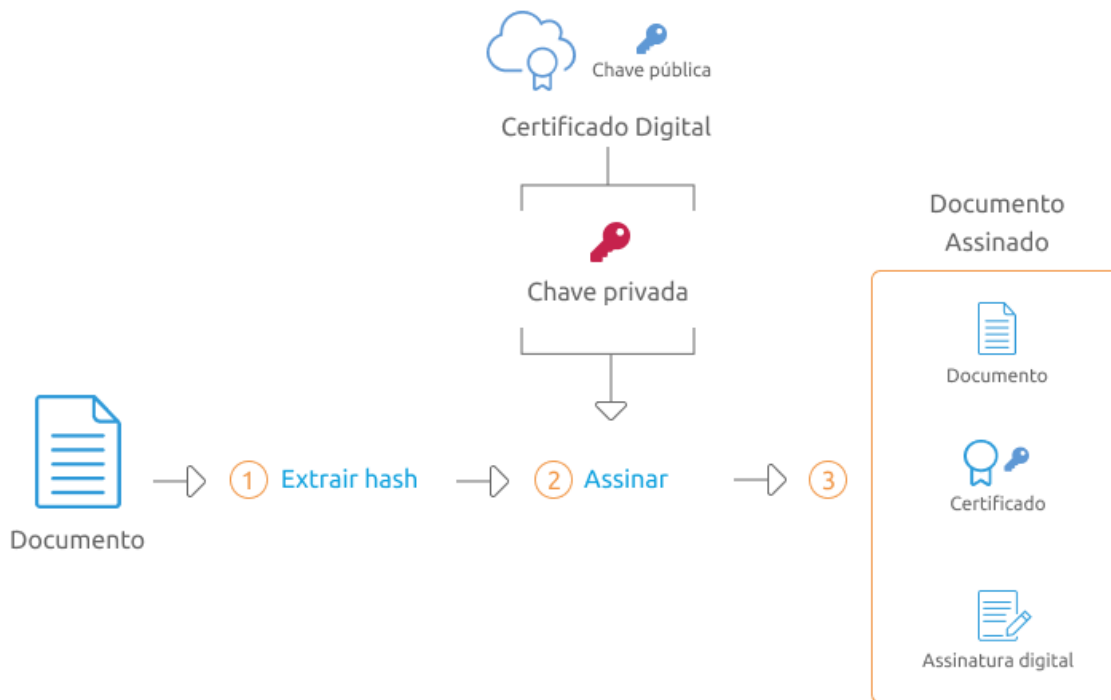 Chave pública
Certificado Digital
Chave privada
Documento
1 Extrair hash
2 Assinar
3
Documento
Assinado
Documento
Certificado
Assinatura digital